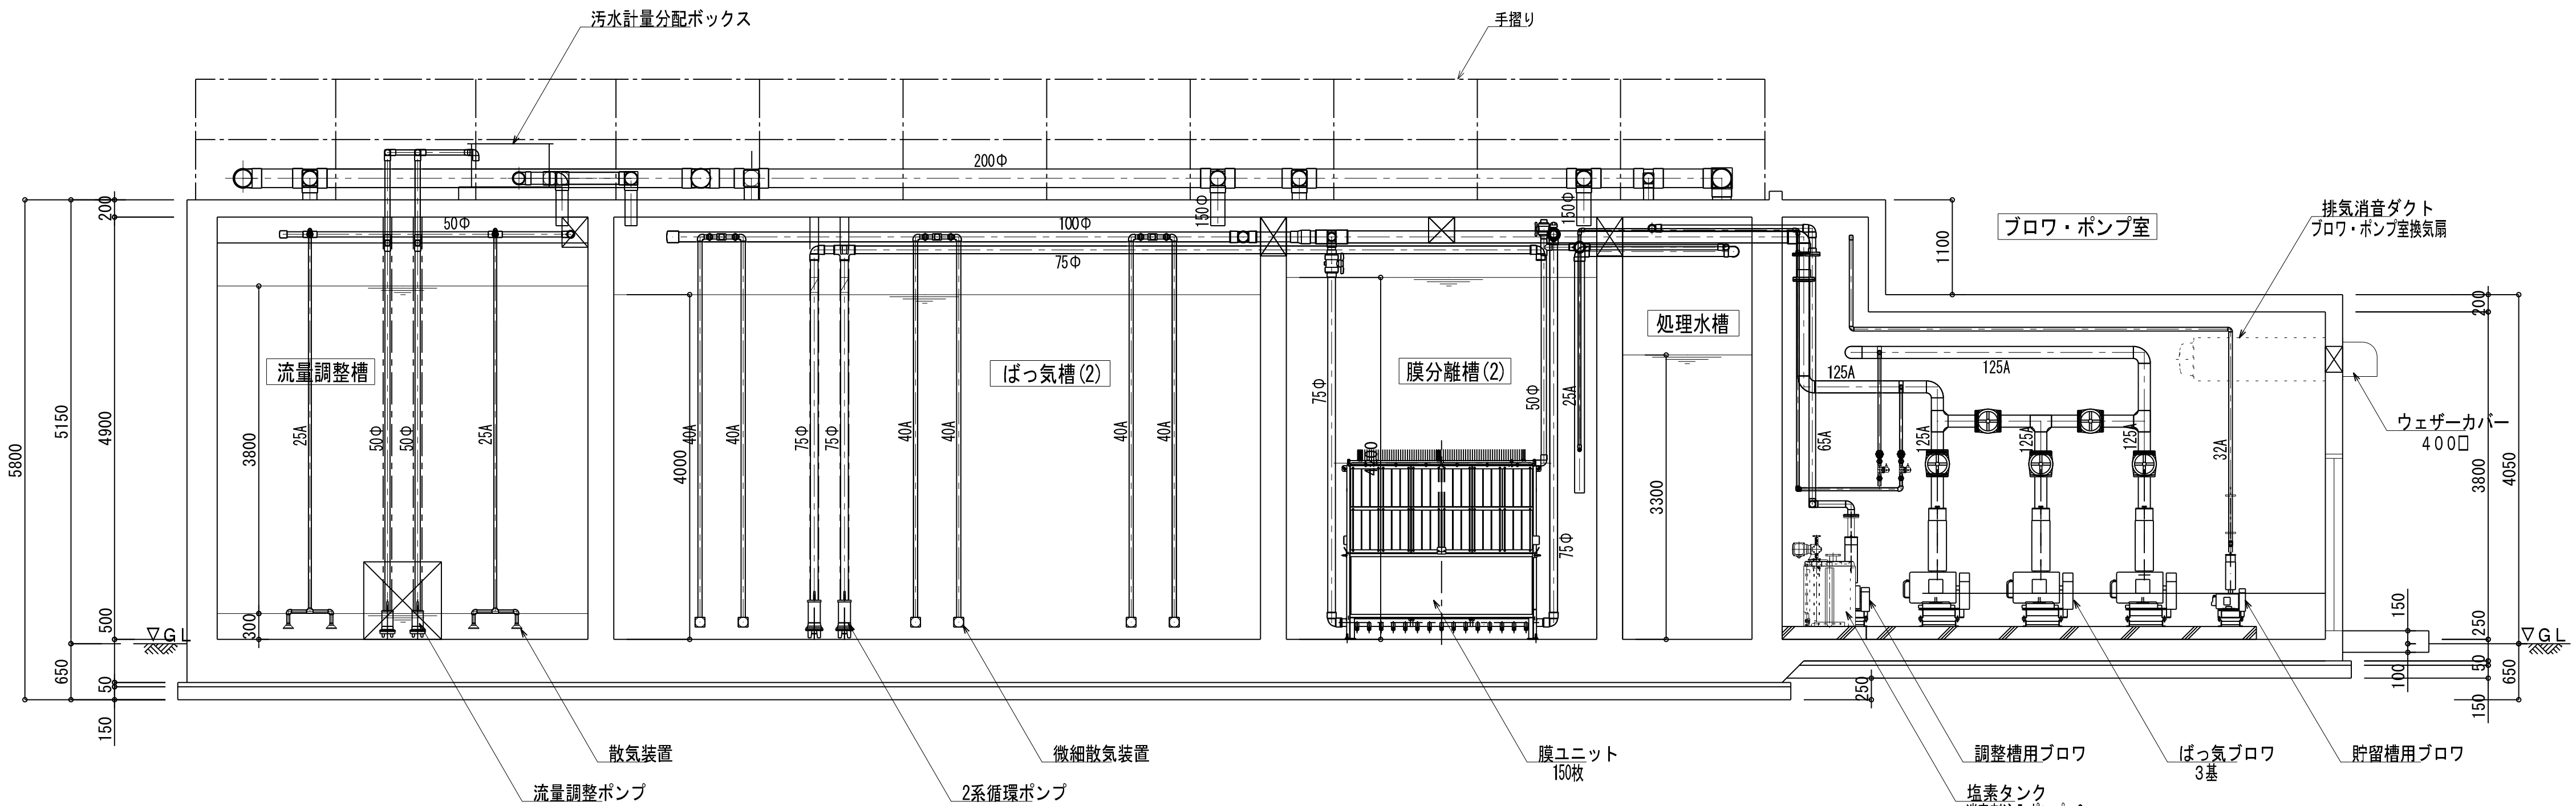 汚水計量分配ボックス
手摺り
200Φ
150Φ
150Φ
50Φ
100Φ
75Φ
200
200
1100
ブロワ・ポンプ室
排気消音ダクト
ブロワ・ポンプ室換気扇
流量調整槽
ばっ気槽(2)
膜分離槽(2)
処理水槽
5800
5150
4900
3800
25A
50Φ
50Φ
25A
4000
40A
40A
75Φ
75Φ
40A
40A
40A
40A
75Φ
4200
50Φ
25A
75Φ
3300
125A
125A
65A
125A
125A
125A
32A
ウェザーカバー
400□
3800
4050
500
300
650
50
150
▽GL
▽GL
150
250
100
50
650
150
250
散気装置
流量調整ポンプ
微細散気装置
2系循環ポンプ
膜ユニット
150枚
調整槽用ブロワ
塩素タンク
ばっ気ブロワ
3基
貯留槽用ブロワ